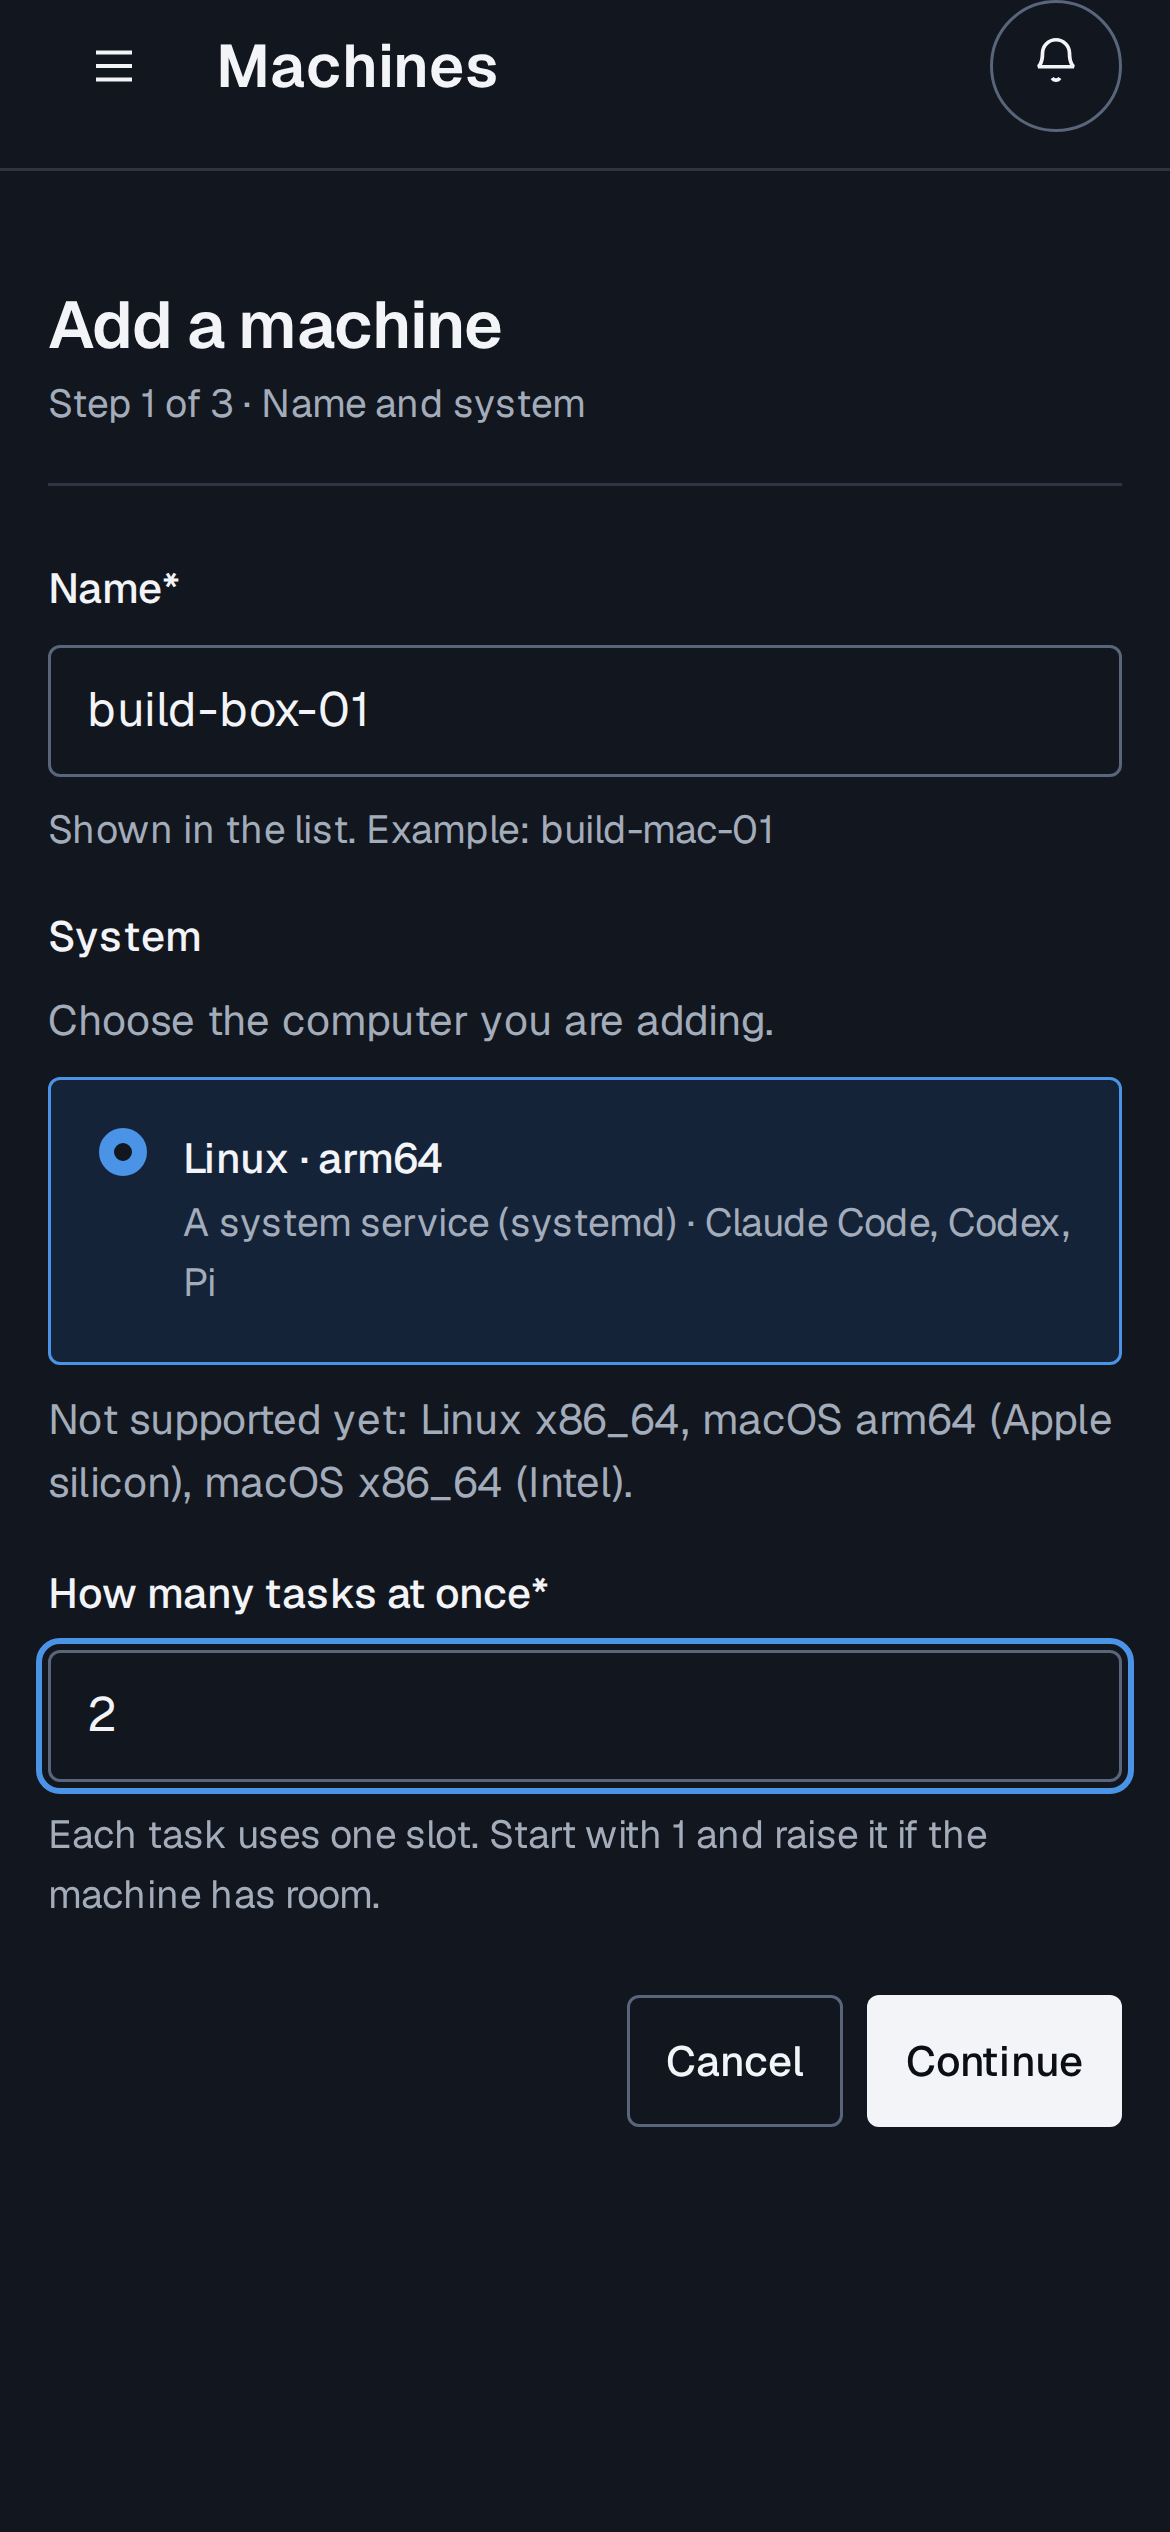 Machines
Add a machine
Step 1 of 3 · Name and system
Name*
build-box-01
Shown in the list. Example: build-mac-01
System
Choose the computer you are adding.
Linux · arm64
A system service (systemd) · Claude Code, Codex,
Pi
Not supported yet: Linux x86_64, macOS arm64 (Apple
silicon), macOS x86_64 (Intel).
How many tasks at once*
2
Each task uses one slot. Start with 1 and raise it if the
machine has room.
Cancel
Continue